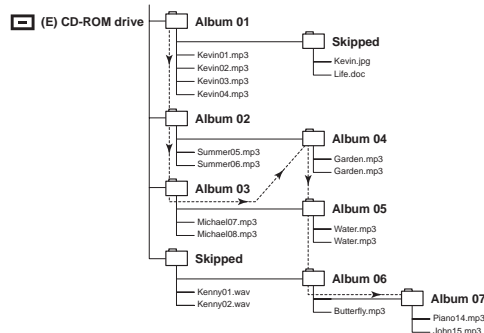 (E) CD-ROM drive
Album 01
Kevin01.mp3
Kevin02.mp3
Kevin03.mp3
Kevin04.mp3
Skipped
Kevin.jpg
Life.doc
Album 02
Summer05.mp3
Summer06.mp3
Album 04
Garden.mp3
Garden.mp3
Album 03
Michael07.mp3
Michael08.mp3
Album 05
Water.mp3
Water.mp3
Skipped
Kenny01.wav
Kenny02.wav
Album 06
Butterfly.mp3
Album 07
Piano14.mp3
John15.mp3